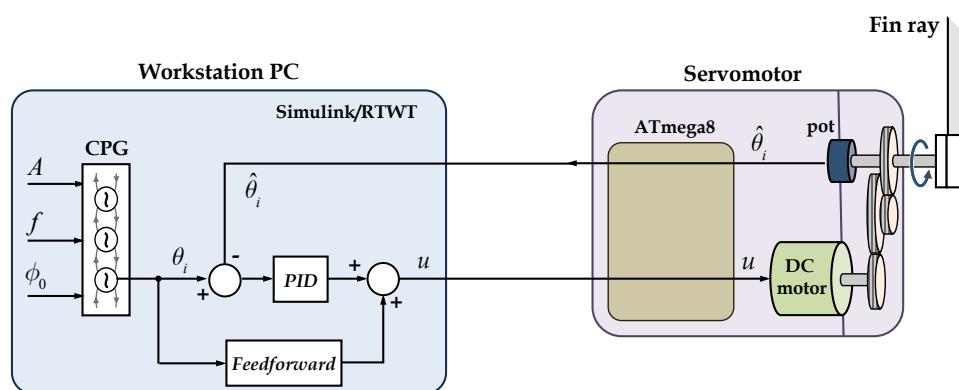 Fin ray
Workstation PC
Servomotor
Simulink/RTWT
ATmega8
pot
CPG
A
f
ϕ₀
~
~
~
θ̂ᵢ
θ̂ᵢ
θᵢ
-
+
PID
+
+
u
u
DC
motor
Feedforward